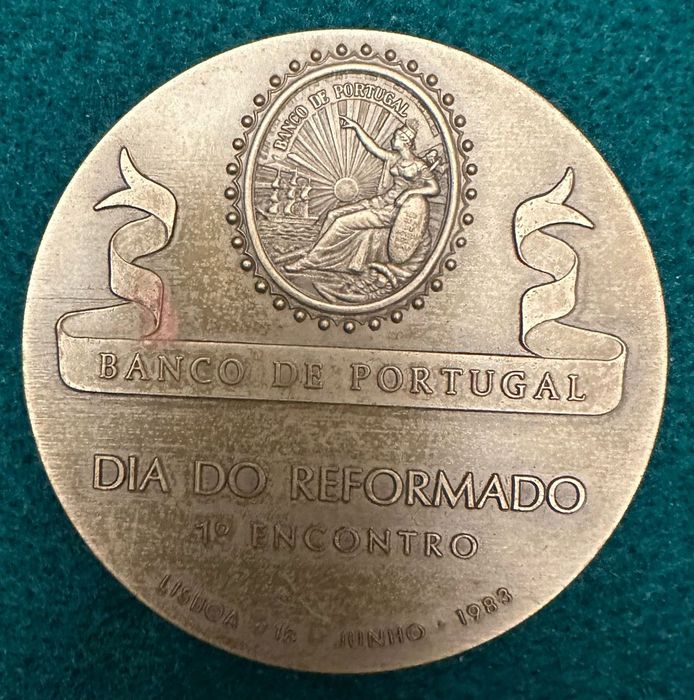 BANCO DE PORTUGAL
BANCO DE PORTUGAL
DIA DO REFORMADO
1º ENCONTRO
LISBOA JUNHO · 1983